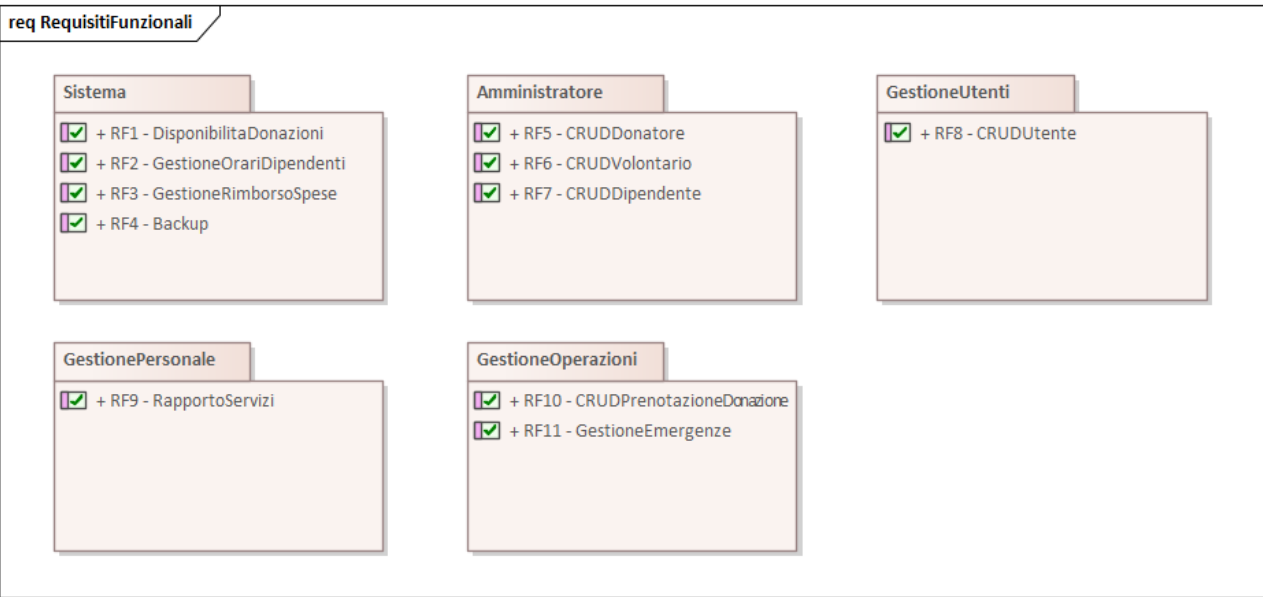 req RequisitiFunzionali
Sistema
+ RF1 - DisponibilitaDonazioni
+ RF2 - GestioneOrariDipendenti
+ RF3 - GestioneRimborsoSpese
+ RF4 - Backup
Amministratore
+ RF5 - CRUDDonatore
+ RF6 - CRUDVolontario
+ RF7 - CRUDDipendente
GestioneUtenti
+ RF8 - CRUDUtente
GestionePersonale
+ RF9 - RapportoServizi
GestioneOperazioni
+ RF10 - CRUDPrenotazioneDonazione
+ RF11 - GestioneEmergenze